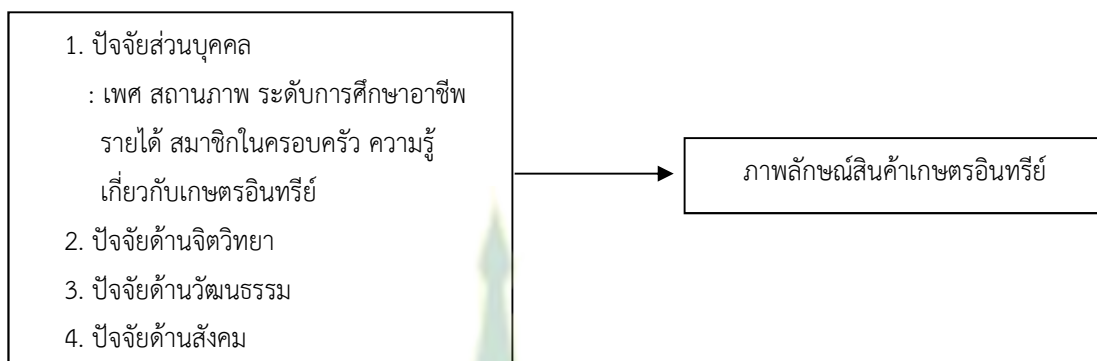 1. ปัจจัยส่วนบุคคล
: เพศ สถานภาพ ระดับการศึกษาอาชีพ
รายได้ สมาชิกในครอบครัว ความรู้
เกี่ยวกับเกษตรอินทรีย์
2. ปัจจัยด้านจิตวิทยา
3. ปัจจัยด้านวัฒนธรรม
4. ปัจจัยด้านสังคม
ภาพลักษณ์สินค้าเกษตรอินทรีย์